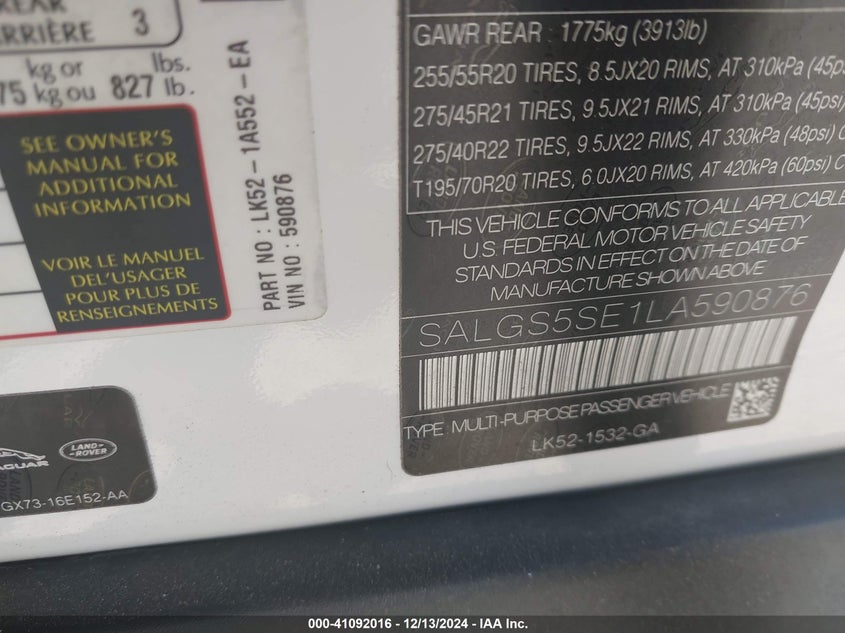 REAR
ARRIÈRE 3
kg or lbs.
75 kg ou 827 lb.
SEE OWNER'S
MANUAL FOR
ADDITIONAL
INFORMATION
VOIR LE MANUEL
DEL'USAGER
POUR PLUS DE
RENSEIGNEMENTS
PART NO : LK52-1A552-EA
VIN NO : 590876
GAWR REAR : 1775kg (3913lb)
255/55R20 TIRES, 8.5JX20 RIMS, AT 310kPa (45psi)
275/45R21 TIRES, 9.5JX21 RIMS, AT 310kPa (45psi)
275/40R22 TIRES, 9.5JX22 RIMS, AT 330kPa (48psi) C
T195/70R20 TIRES, 6.0JX20 RIMS, AT 420kPa (60psi) C
THIS VEHICLE CONFORMS TO ALL APPLICABLE
U.S. FEDERAL MOTOR VEHICLE SAFETY
STANDARDS IN EFFECT ON THE DATE OF
MANUFACTURE SHOWN ABOVE
SALGS5SE1LA590876
TYPE MULTI-PURPOSE PASSENGER VEHICLE
LK52-1532-GA
JAGUAR
LAND-ROVER
GX73-16E152-AA
000-41092016 - 12/13/2024 - IAA Inc.